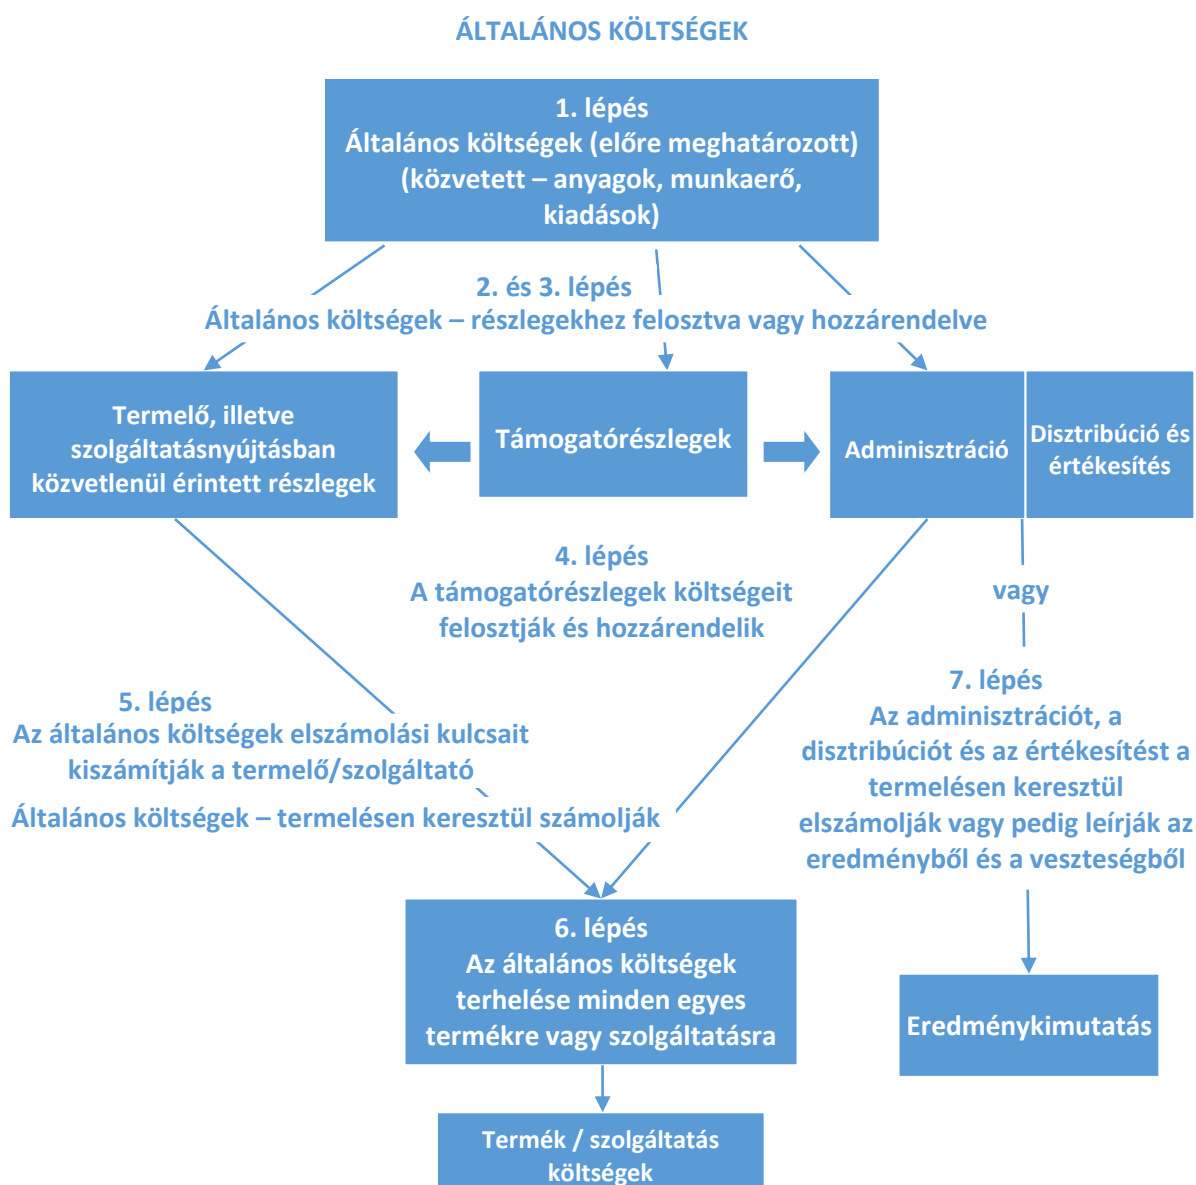 ÁLTALÁNOS KÖLTSÉGEK
1. lépés
Általános költségek (előre meghatározott)
(közvetett – anyagok, munkaerő,
kiadások)
2. és 3. lépés
Általános költségek – részlegekhez felosztva vagy hozzárendelve
Termelő, illetve
szolgáltatásnyújtásban
közvetlenül érintett részlegek
Támogatórészlegek
Adminisztráció
Disztribúció és
értékesítés
4. lépés
A támogatórészlegek költségeit
felosztják és hozzárendelik
vagy
5. lépés
Az általános költségek elszámolási kulcsait
kiszámítják a termelő/szolgáltató
Általános költségek – termelésen keresztül számolják
7. lépés
Az adminisztrációt, a
disztribúciót és az értékesítést a
termelésen keresztül
elszámolják vagy pedig leírják az
eredményből és a veszteségből
6. lépés
Az általános költségek
terhelése minden egyes
termékre vagy szolgáltatásra
Eredménykimutatás
Termék / szolgáltatás
költségek